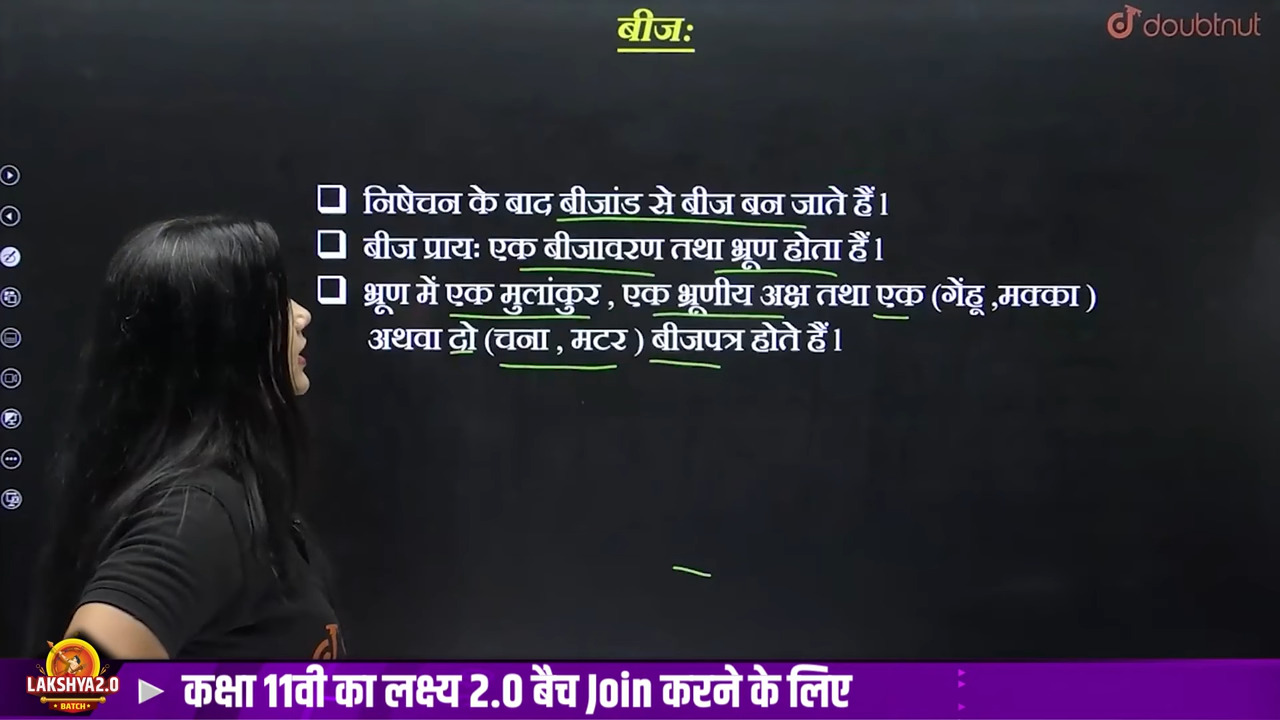 बीजः
doubtnut
निषेचन के बाद बीजांड से बीज बन जाते हैं l
बीज प्रायः एक बीजावरण तथा भ्रूण होता हैं l
भ्रूण में एक मुलांकुर , एक भ्रूणीय अक्ष तथा एक (गेंहू ,मक्का )
अथवा दो (चना , मटर ) बीजपत्र होते हैं l
LAKSHYA2.0
BATCH
कक्षा 11वी का लक्ष्य 2.0 बैच Join करने के लिए